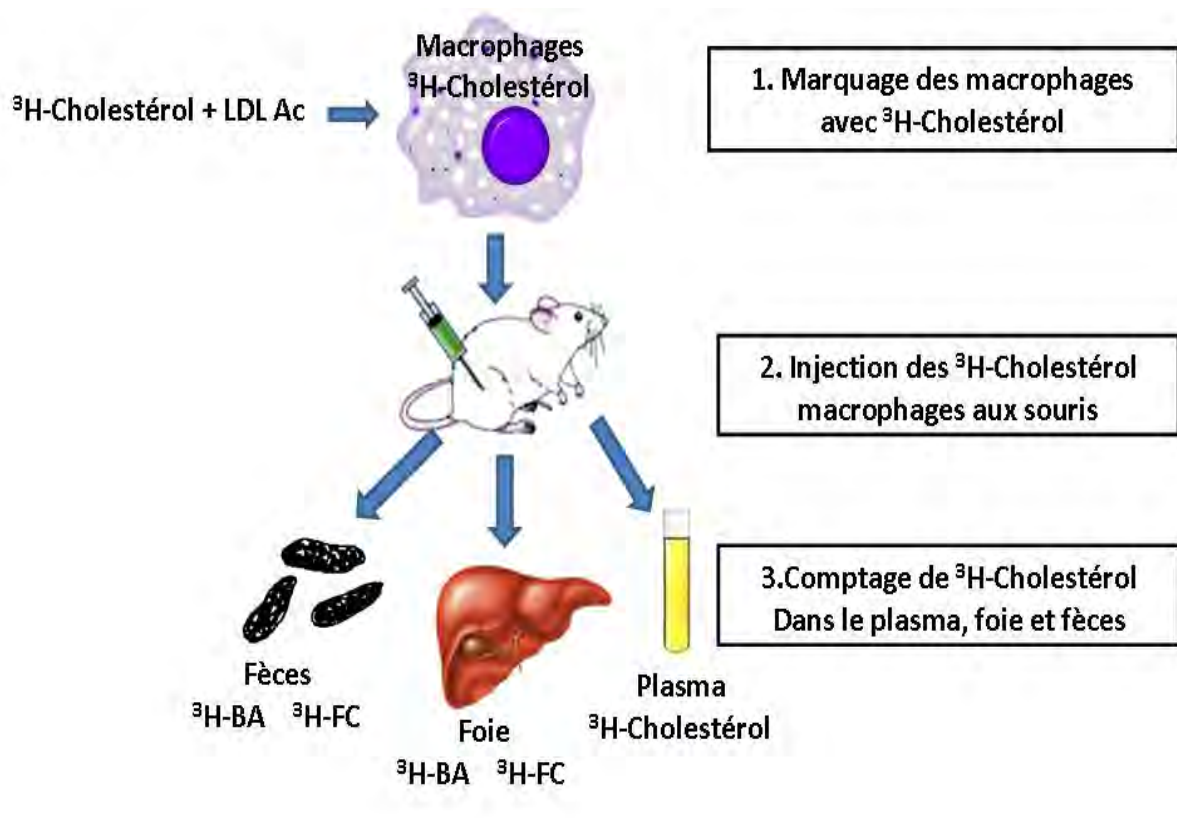 Macrophages
³H-Cholestérol
³H-Cholestérol + LDL Ac
1. Marquage des macrophages
avec ³H-Cholestérol
2. Injection des ³H-Cholestérol
macrophages aux souris
3.Comptage de ³H-Cholestérol
Dans le plasma, foie et fèces
Fèces
³H-BA ³H-FC
Foie
³H-BA ³H-FC
Plasma
³H-Cholestérol